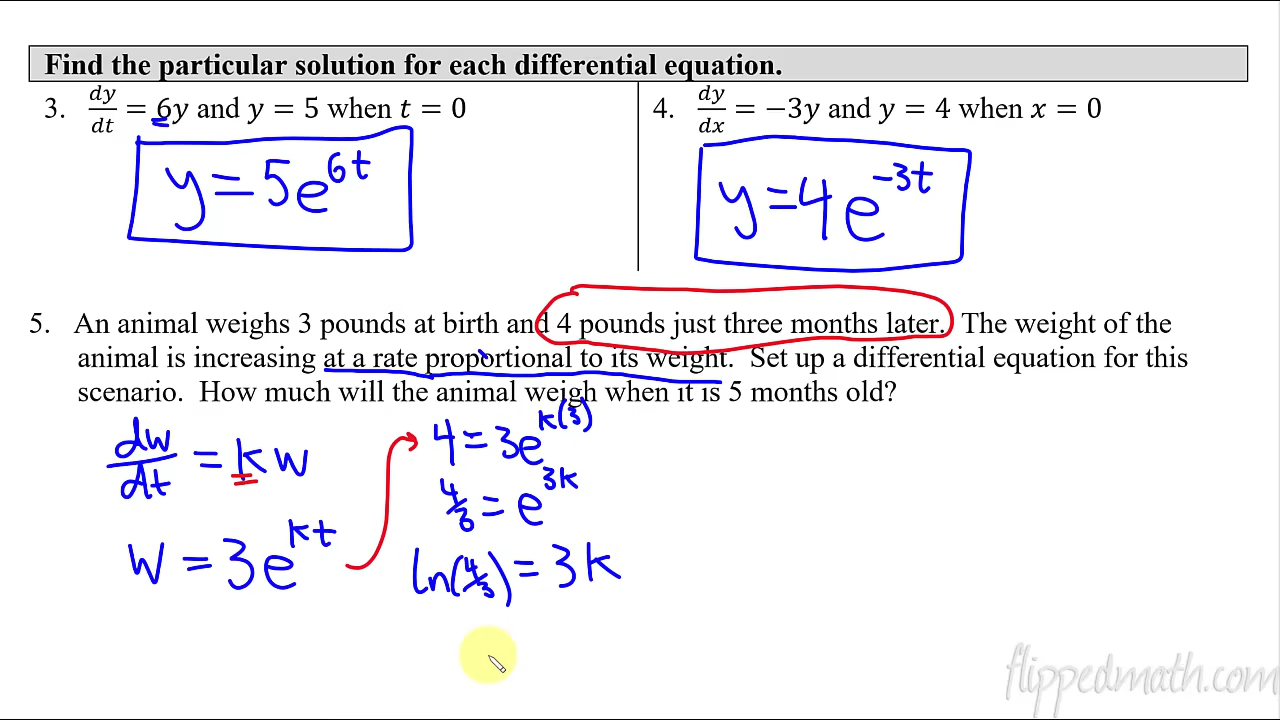 Find the particular solution for each differential equation.
3. dy/dt = 6y and y = 5 when t = 0
y = 5e^{6t}
4. dy/dx = −3y and y = 4 when x = 0
y = 4e^{-3t}
5. An animal weighs 3 pounds at birth and 4 pounds just three months later. The weight of the
animal is increasing at a rate proportional to its weight. Set up a differential equation for this
scenario. How much will the animal weigh when it is 5 months old?
dw/dt = kw
w = 3e^{kt}
4 = 3e^{k(3)}
4/3 = e^{3k}
ln(4/3) = 3k
flippedmath.com